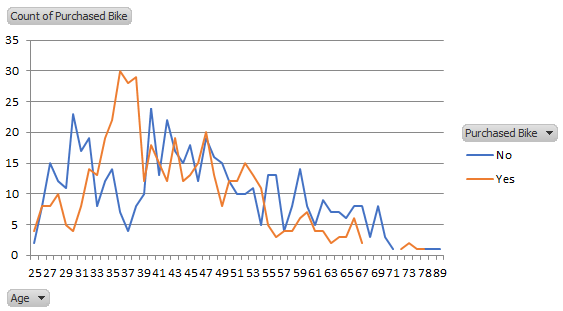 Count of Purchased Bike
35
30
25
20
15
10
5
0
25 27 29 31 33 35 37 39 41 43 45 47 49 51 53 55 57 59 61 63 65 67 69 71 73 78 89
Purchased Bike
No
Yes
Age